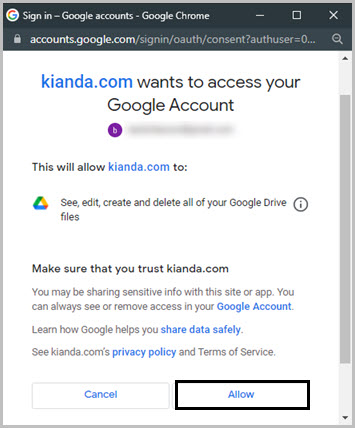 Sign in – Google accounts - Google Chrome
accounts.google.com/signin/oauth/consent?authuser=0...
kianda.com wants to access your
Google Account
b
This will allow kianda.com to:
See, edit, create and delete all of your Google Drive
files
Make sure that you trust kianda.com
You may be sharing sensitive info with this site or app. You
can always see or remove access in your Google Account.
Learn how Google helps you share data safely.
See kianda.com's privacy policy and Terms of Service.
Cancel
Allow